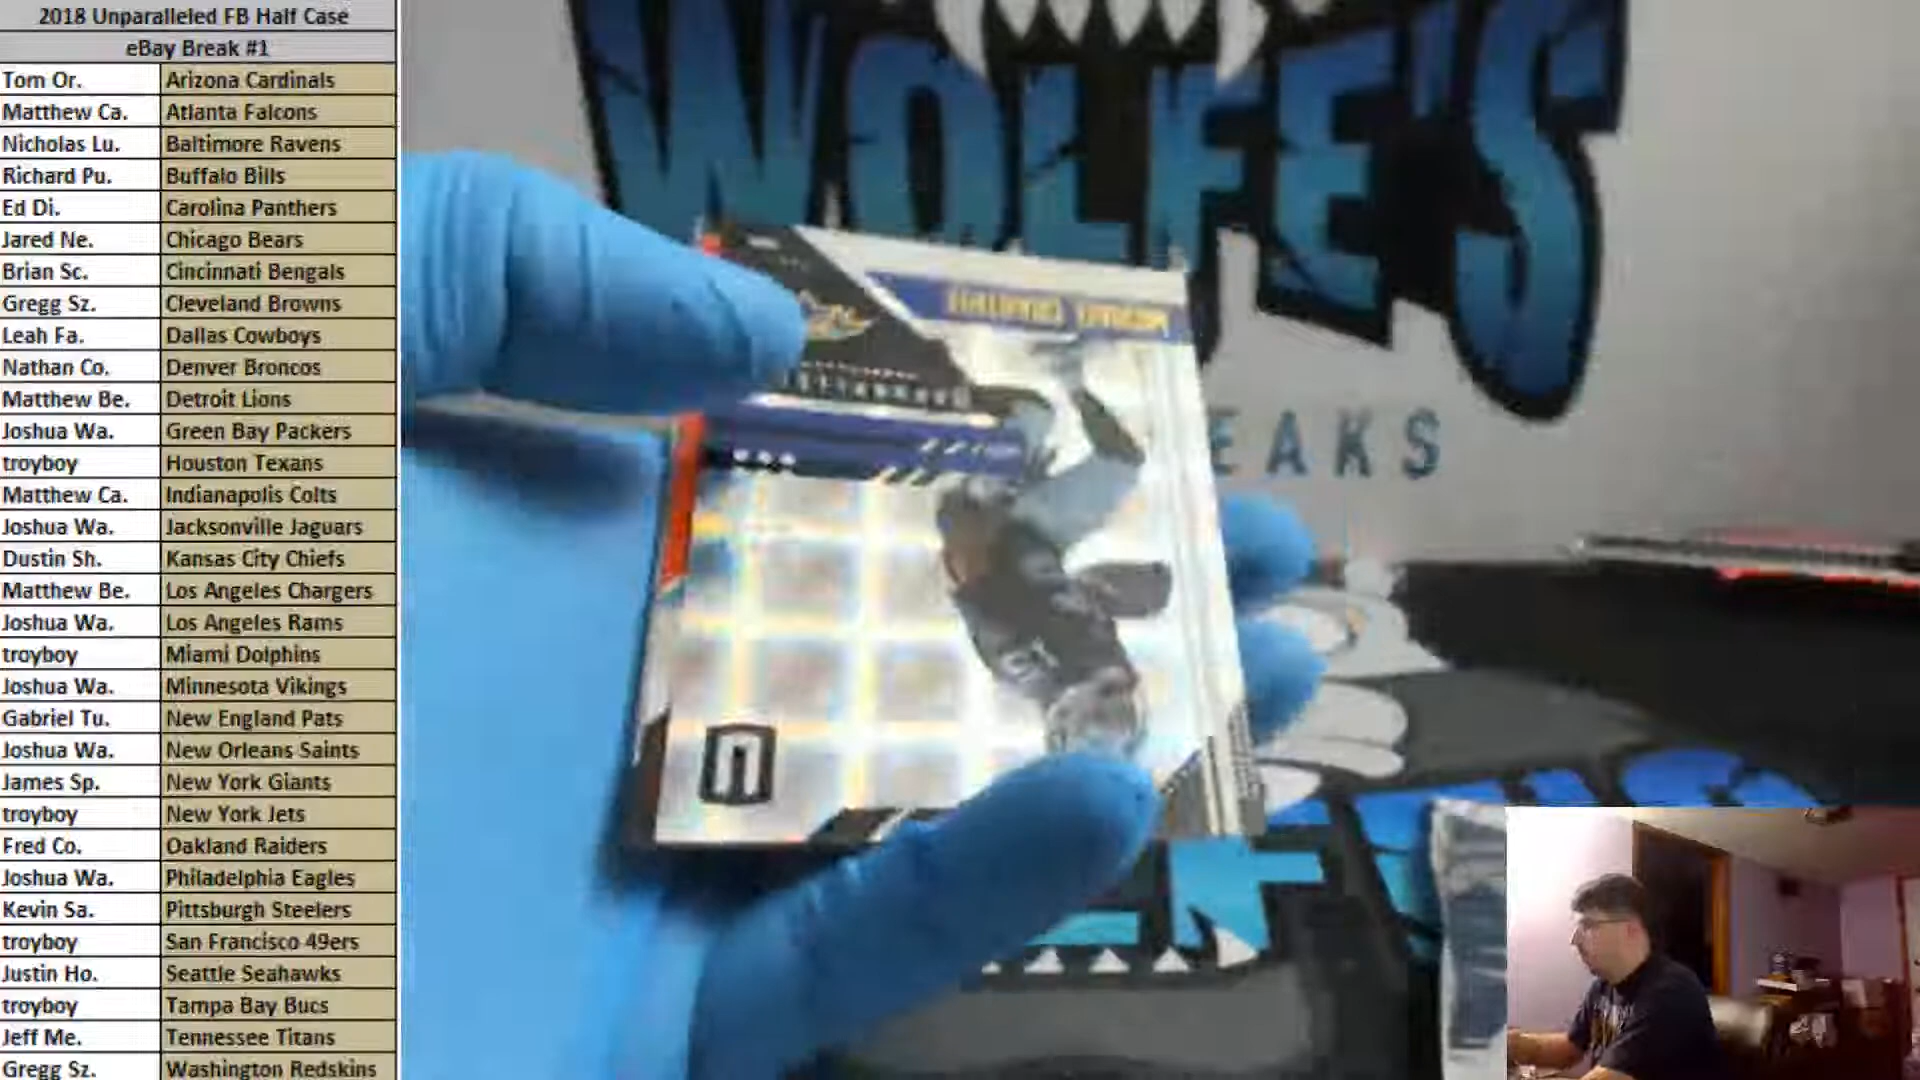 2018 Unparalleled FB Half Case
eBay Break #1
Tom Or. Arizona Cardinals
Matthew Ca. Atlanta Falcons
Nicholas Lu. Baltimore Ravens
Richard Pu. Buffalo Bills
Ed Di. Carolina Panthers
Jared Ne. Chicago Bears
Brian Sc. Cincinnati Bengals
Gregg Sz. Cleveland Browns
Leah Fa. Dallas Cowboys
Nathan Co. Denver Broncos
Matthew Be. Detroit Lions
Joshua Wa. Green Bay Packers
troyboy Houston Texans
Matthew Ca. Indianapolis Colts
Joshua Wa. Jacksonville Jaguars
Dustin Sh. Kansas City Chiefs
Matthew Be. Los Angeles Chargers
Joshua Wa. Los Angeles Rams
troyboy Miami Dolphins
Joshua Wa. Minnesota Vikings
Gabriel Tu. New England Pats
Joshua Wa. New Orleans Saints
James Sp. New York Giants
troyboy New York Jets
Fred Co. Oakland Raiders
Joshua Wa. Philadelphia Eagles
Kevin Sa. Pittsburgh Steelers
troyboy San Francisco 49ers
Justin Ho. Seattle Seahawks
troyboy Tampa Bay Bucs
Jeff Me. Tennessee Titans
Gregg Sz. Washington Redskins
WOLFE'S
EAKS